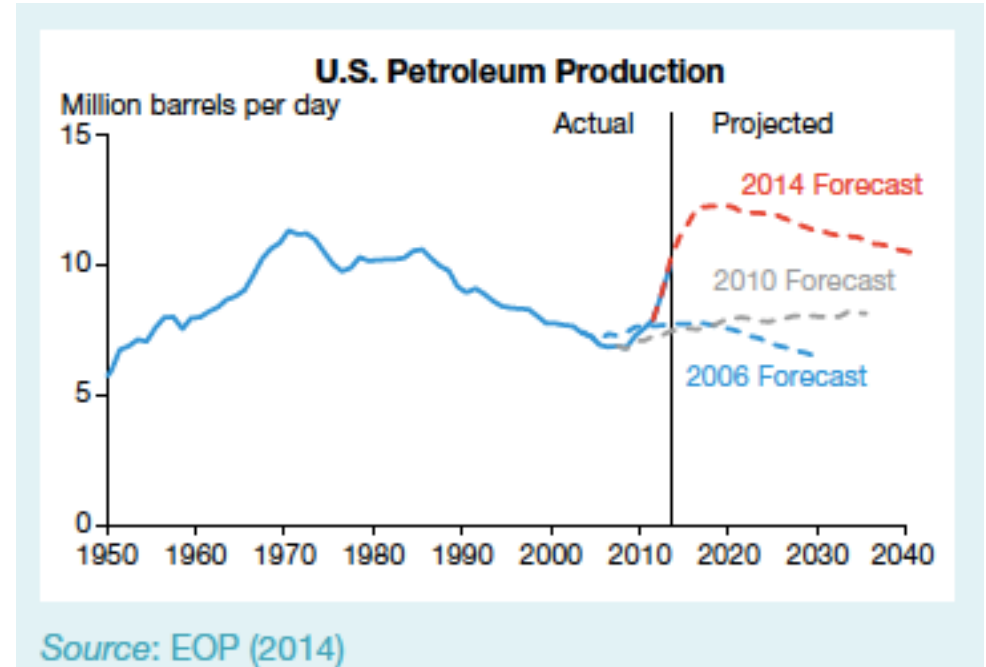 U.S. Petroleum Production
Million barrels per day
15
Actual
Projected
2014 Forecast
10
2010 Forecast
2006 Forecast
5
0
1950 1960 1970 1980 1990 2000 2010 2020 2030 2040
Source: EOP (2014)